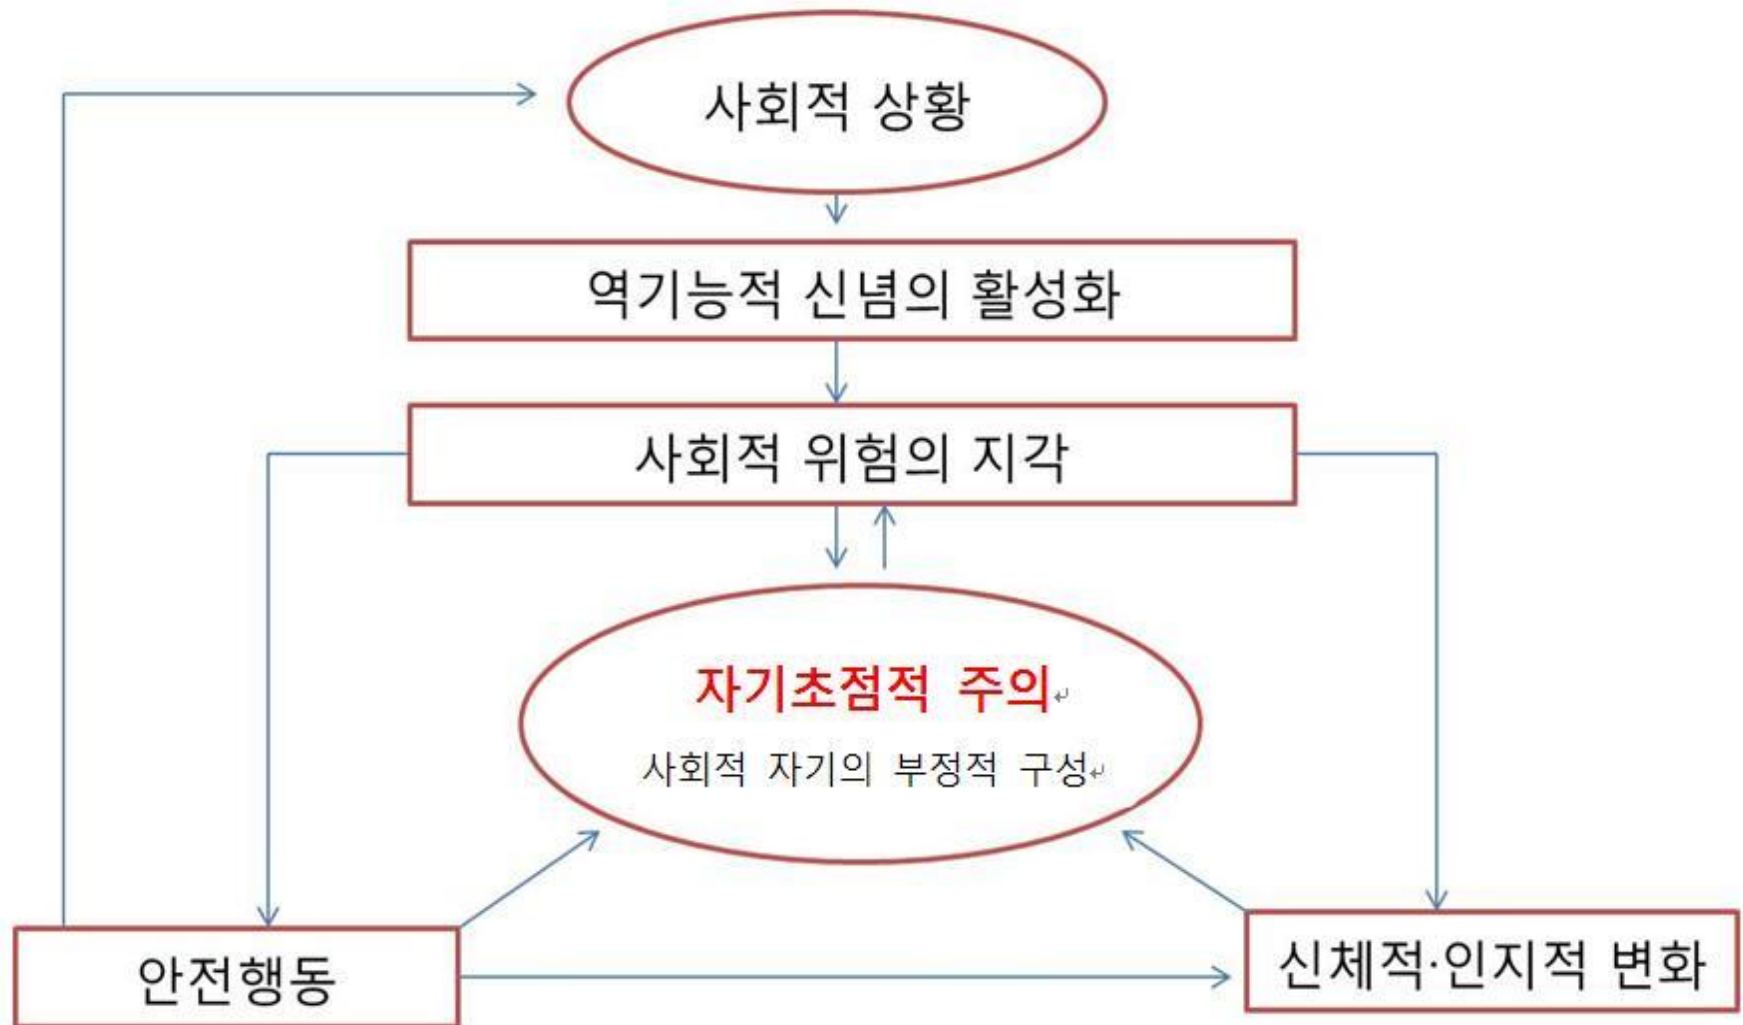 사회적 상황
역기능적 신념의 활성화
사회적 위험의 지각
자기초점적 주의↵
사회적 자기의 부정적 구성↵
안전행동
신체적·인지적 변화